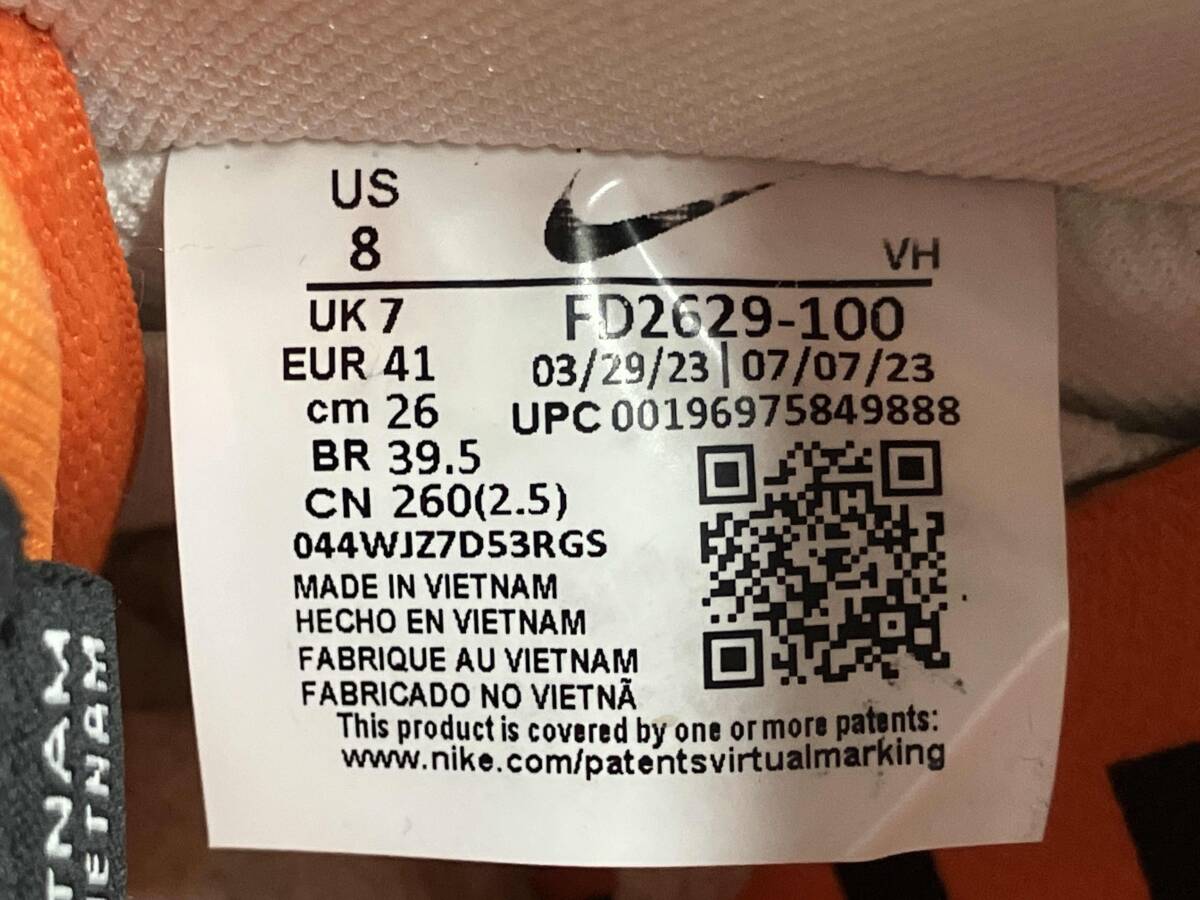 US
8
VH
UK 7
FD2629-100
EUR 41
03/29/23 | 07/07/23
cm 26
UPC 00196975849888
BR 39.5
CN 260(2.5)
044WJZ7D53RGS
MADE IN VIETNAM
HECHO EN VIETNAM
FABRIQUE AU VIETNAM
FABRICADO NO VIETNÃ
This product is covered by one or more patents:
www.nike.com/patentsvirtualmarking
TNAM
IETNAM